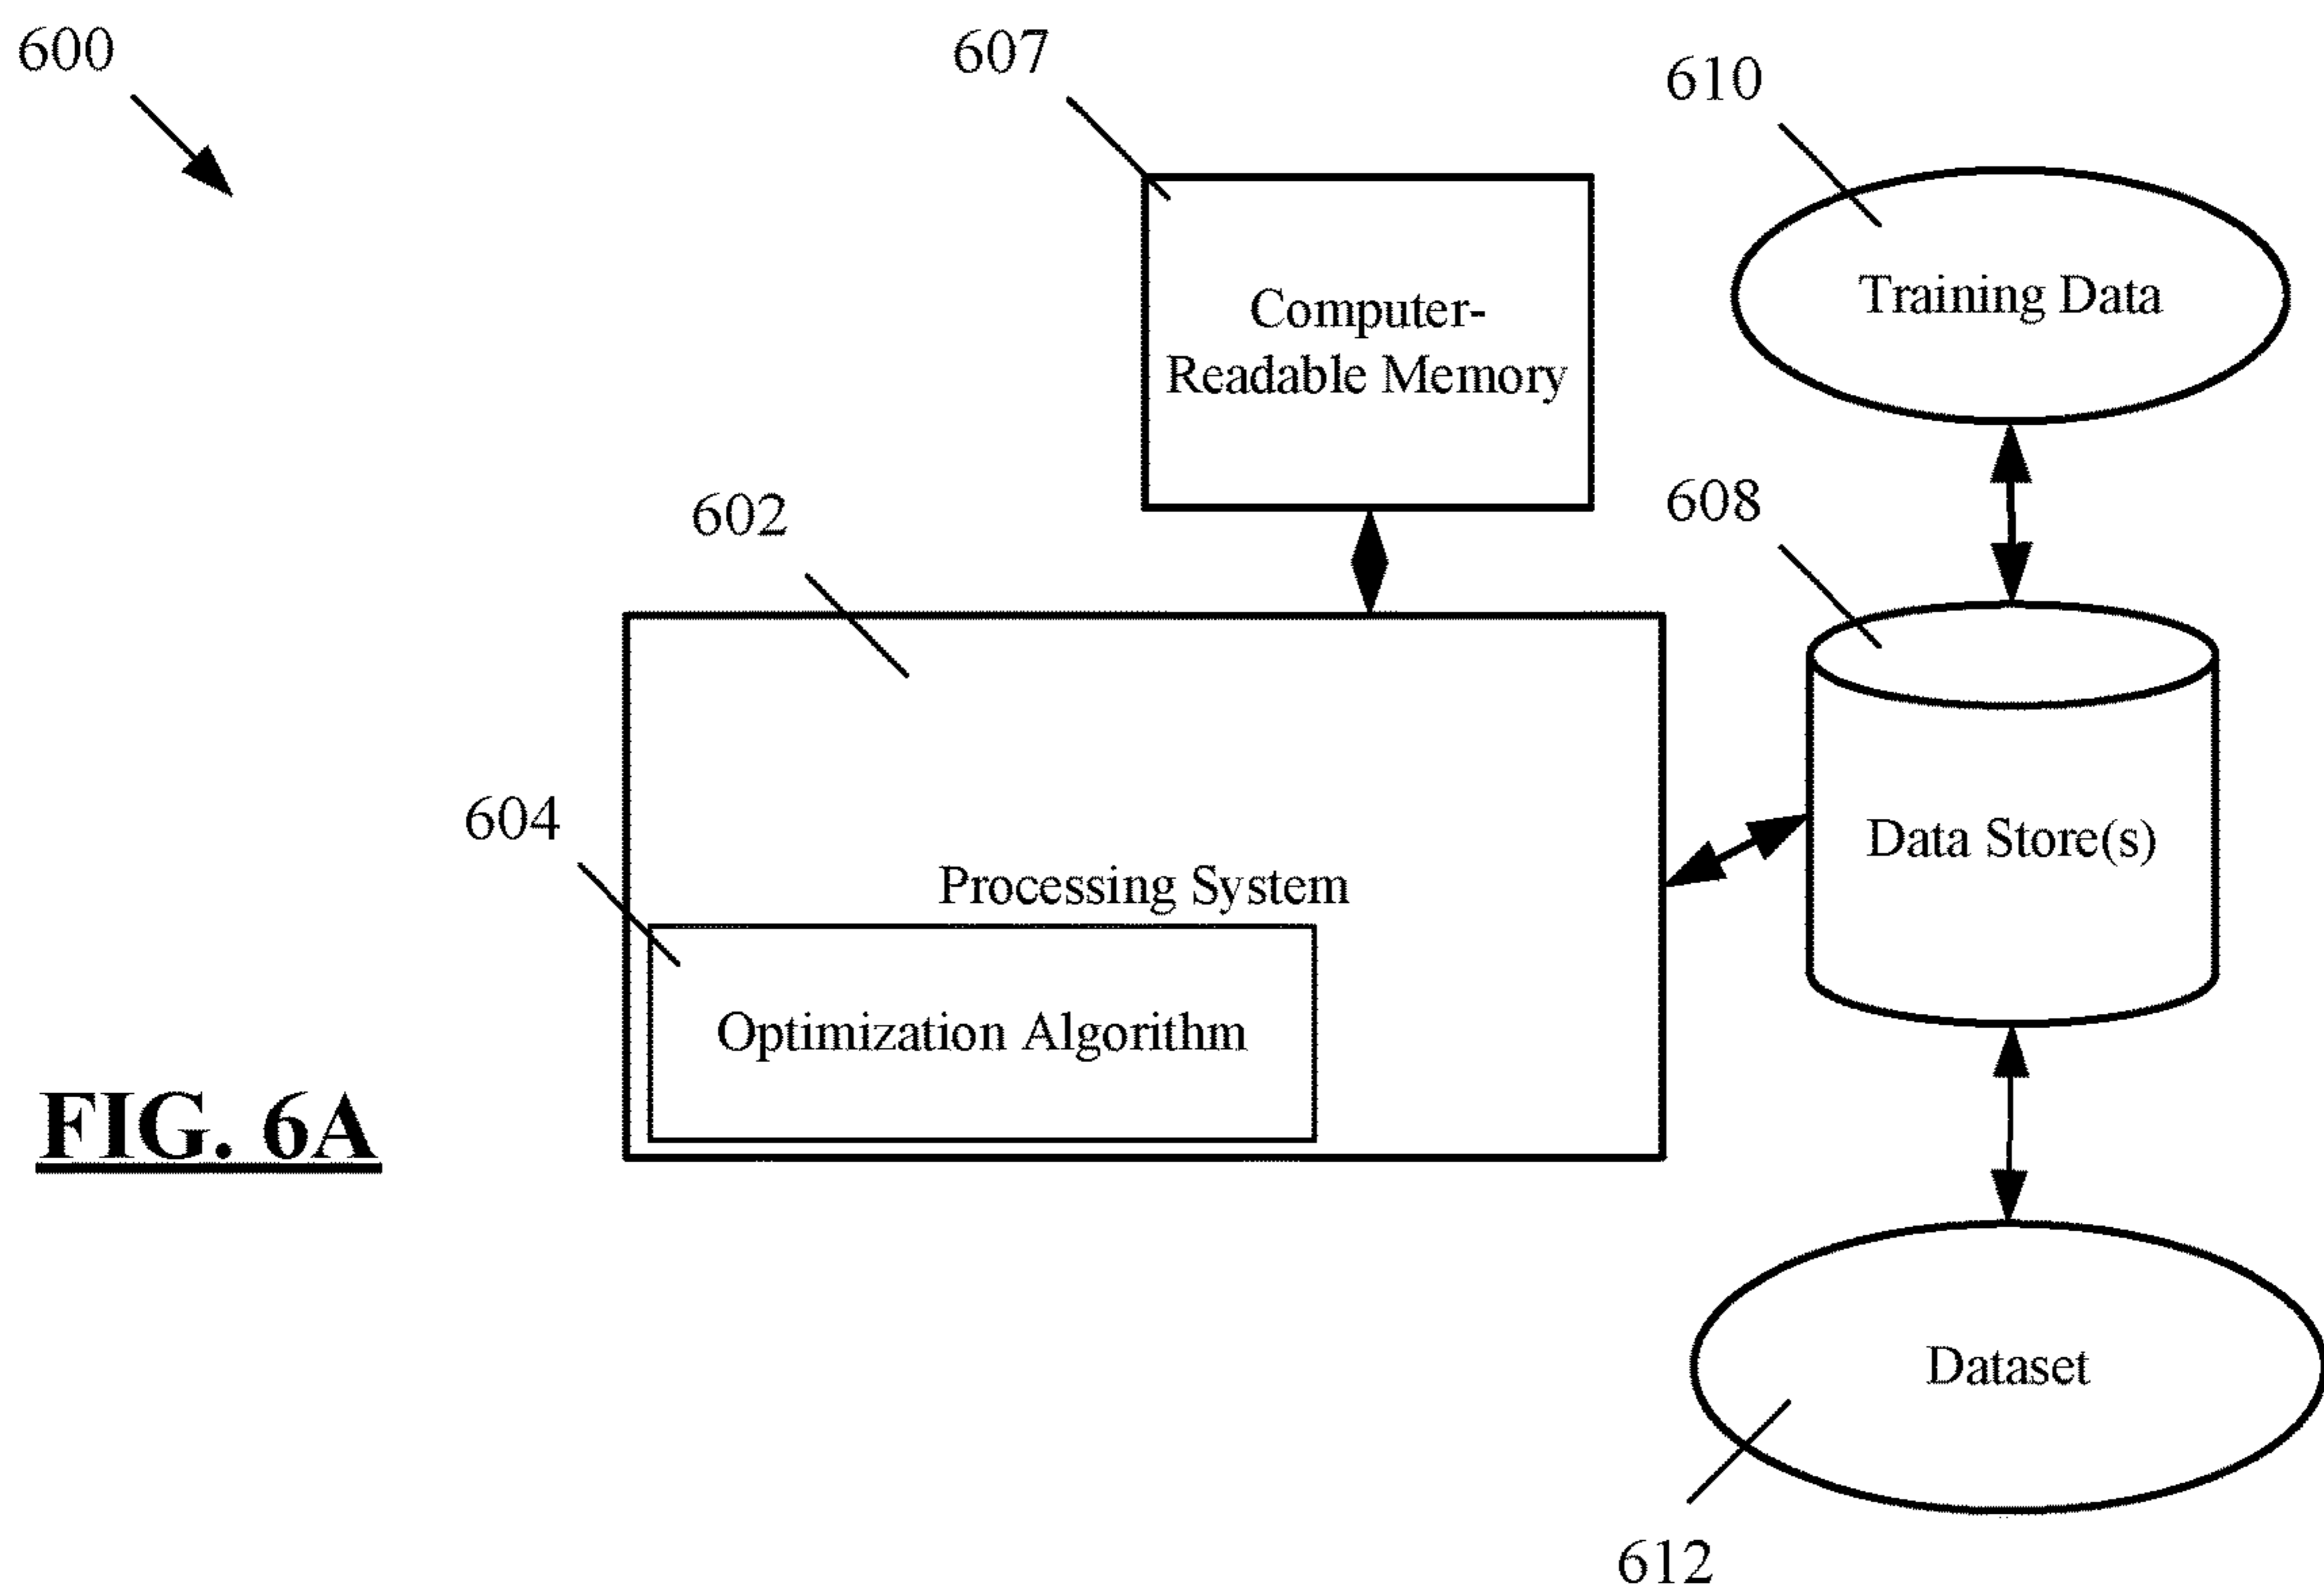 600
607
610
Computer-
Readable Memory
Training Data
602
608
604
Processing System
Data Store(s)
Optimization Algorithm
FIG. 6A
Dataset
612